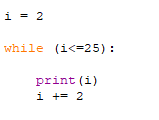 i = 2
while (i<=25):
    print(i)
    i += 2